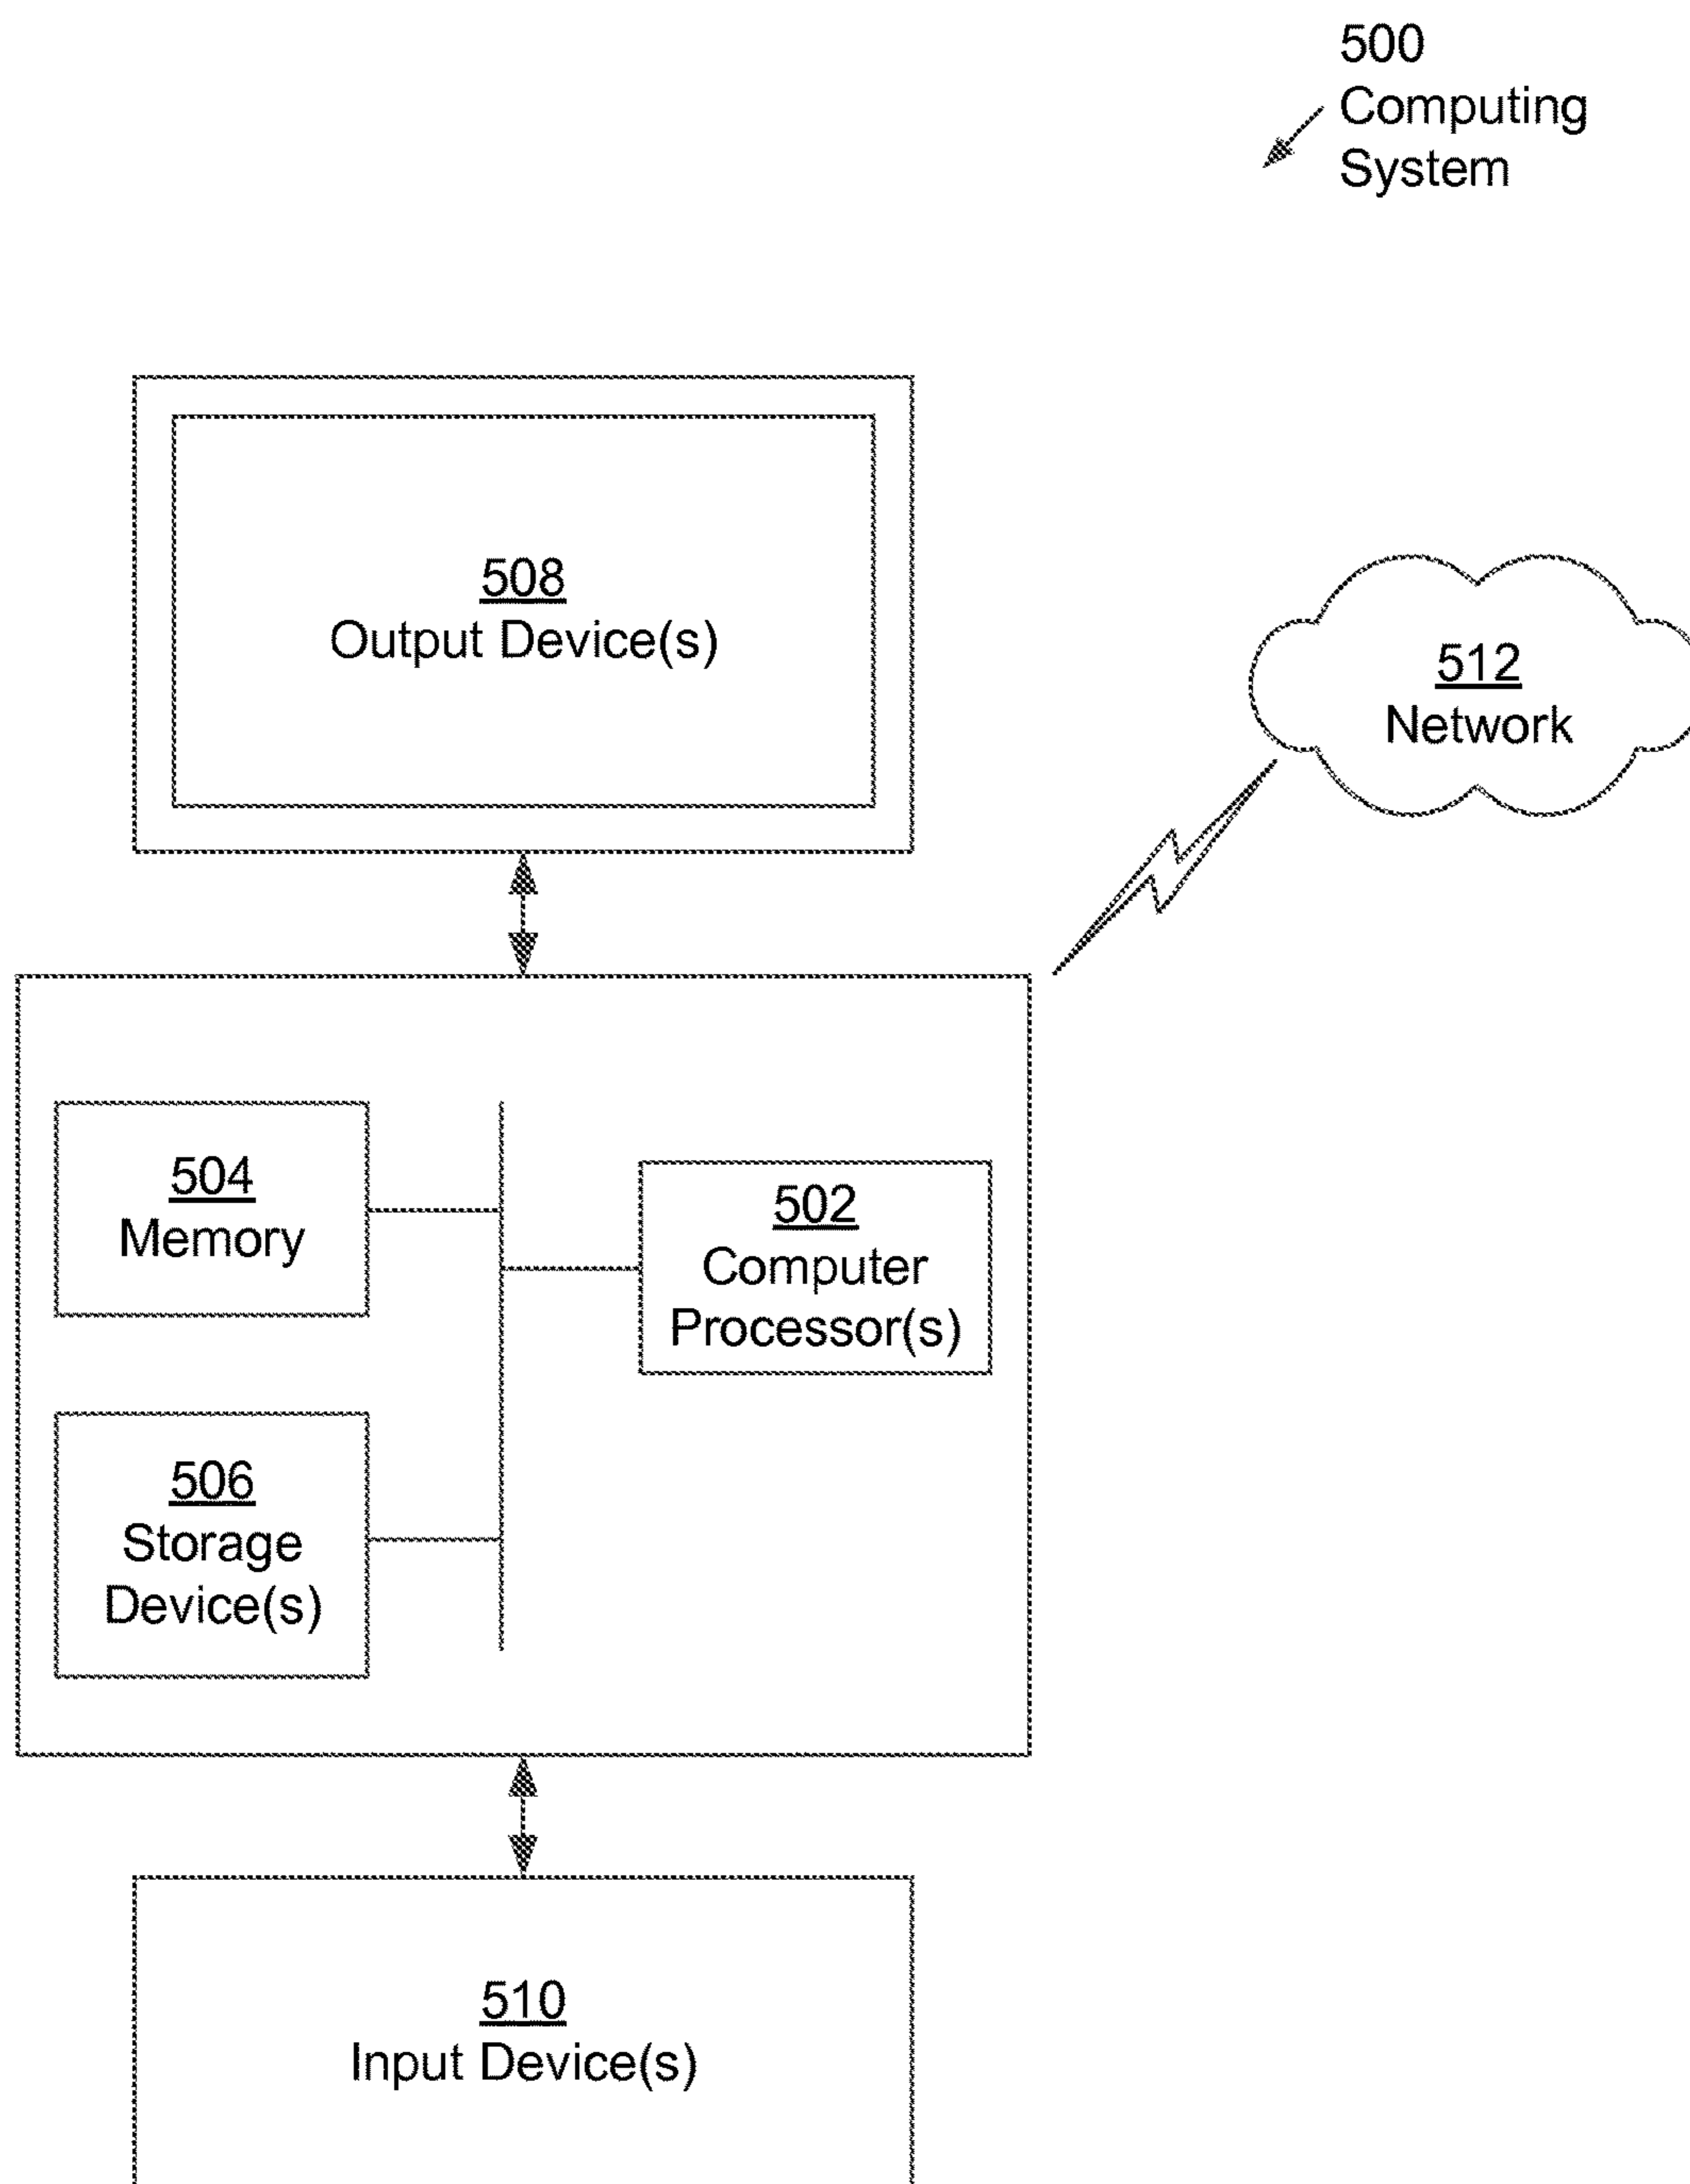 500
Computing
System
508
Output Device(s)
512
Network
504
Memory
502
Computer
Processor(s)
506
Storage
Device(s)
510
Input Device(s)